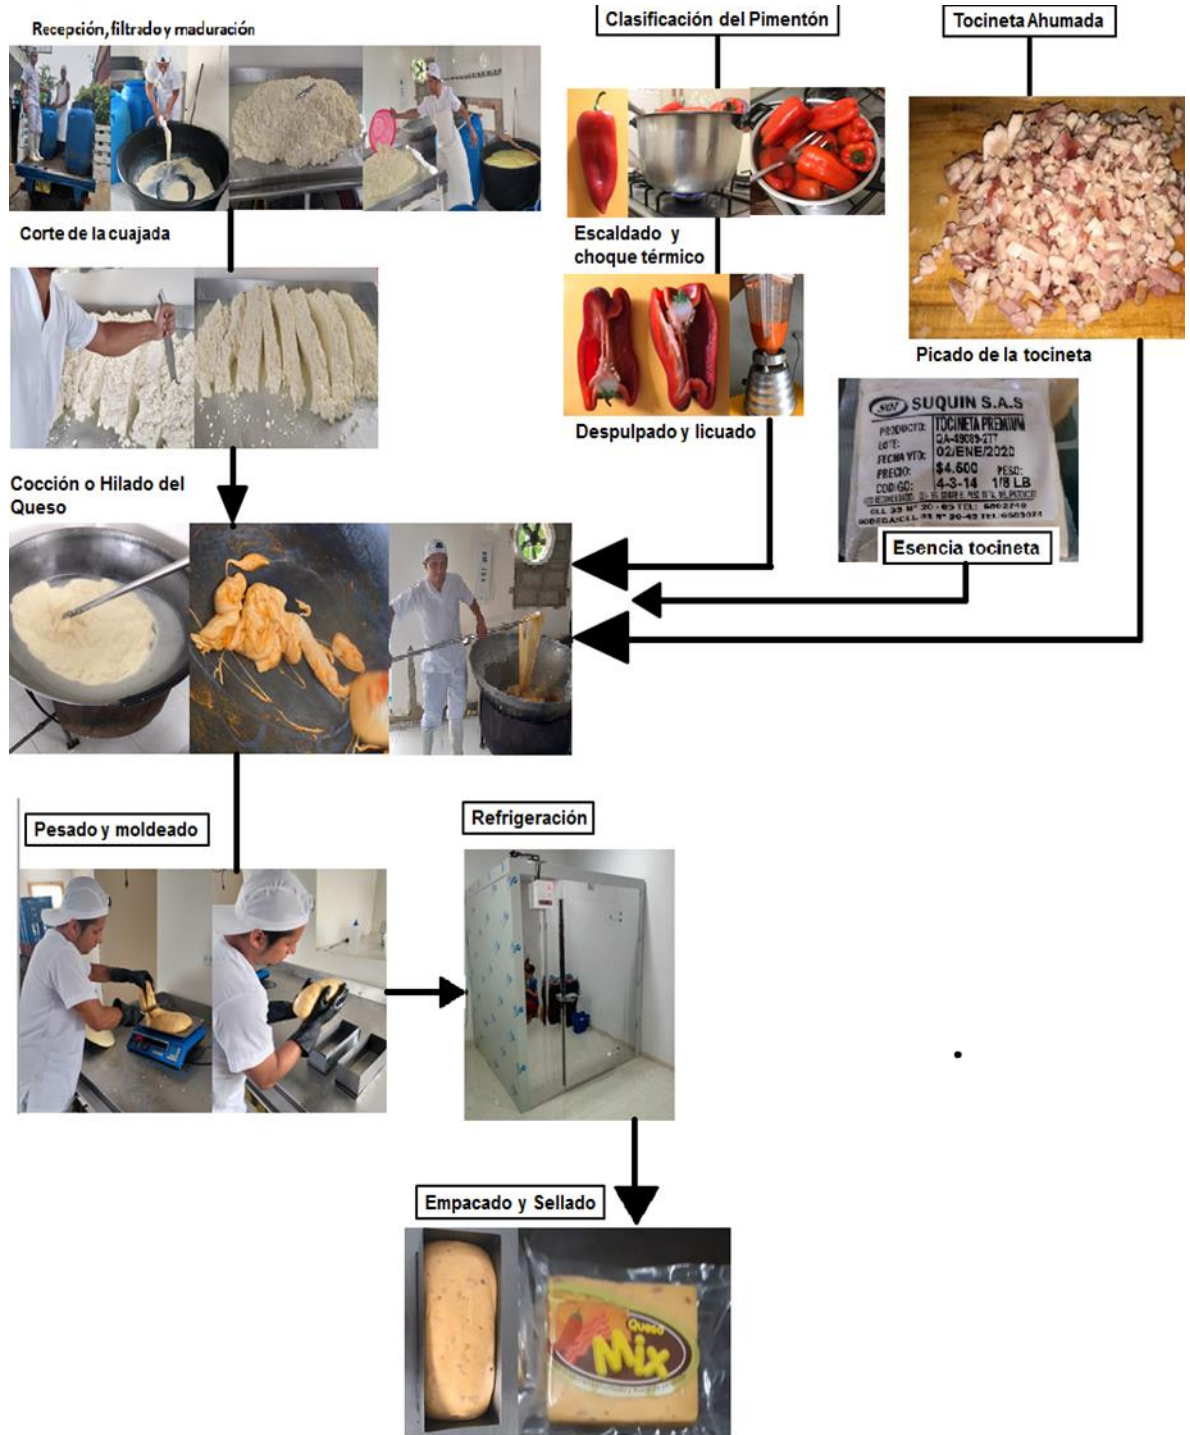 Recepción, filtrado y maduración
Clasificación del Pimentón
Tocineta Ahumada
Corte de la cuajada
Escaldado y
choque térmico
Picado de la tocineta
Despulpado y licuado
SUQUIN S.A.S
PRODUCTO: TOCINETA PREMIUM
LOTE:
FECHA VTO: 02/ENE/2020
PRECIO: $4.600 PESO:
CODIGO: 4-3-14 1/8 LB
Esencia tocineta
Cocción o Hilado del
Queso
Pesado y moldeado
Refrigeración
Empacado y Sellado
Queso
Mix